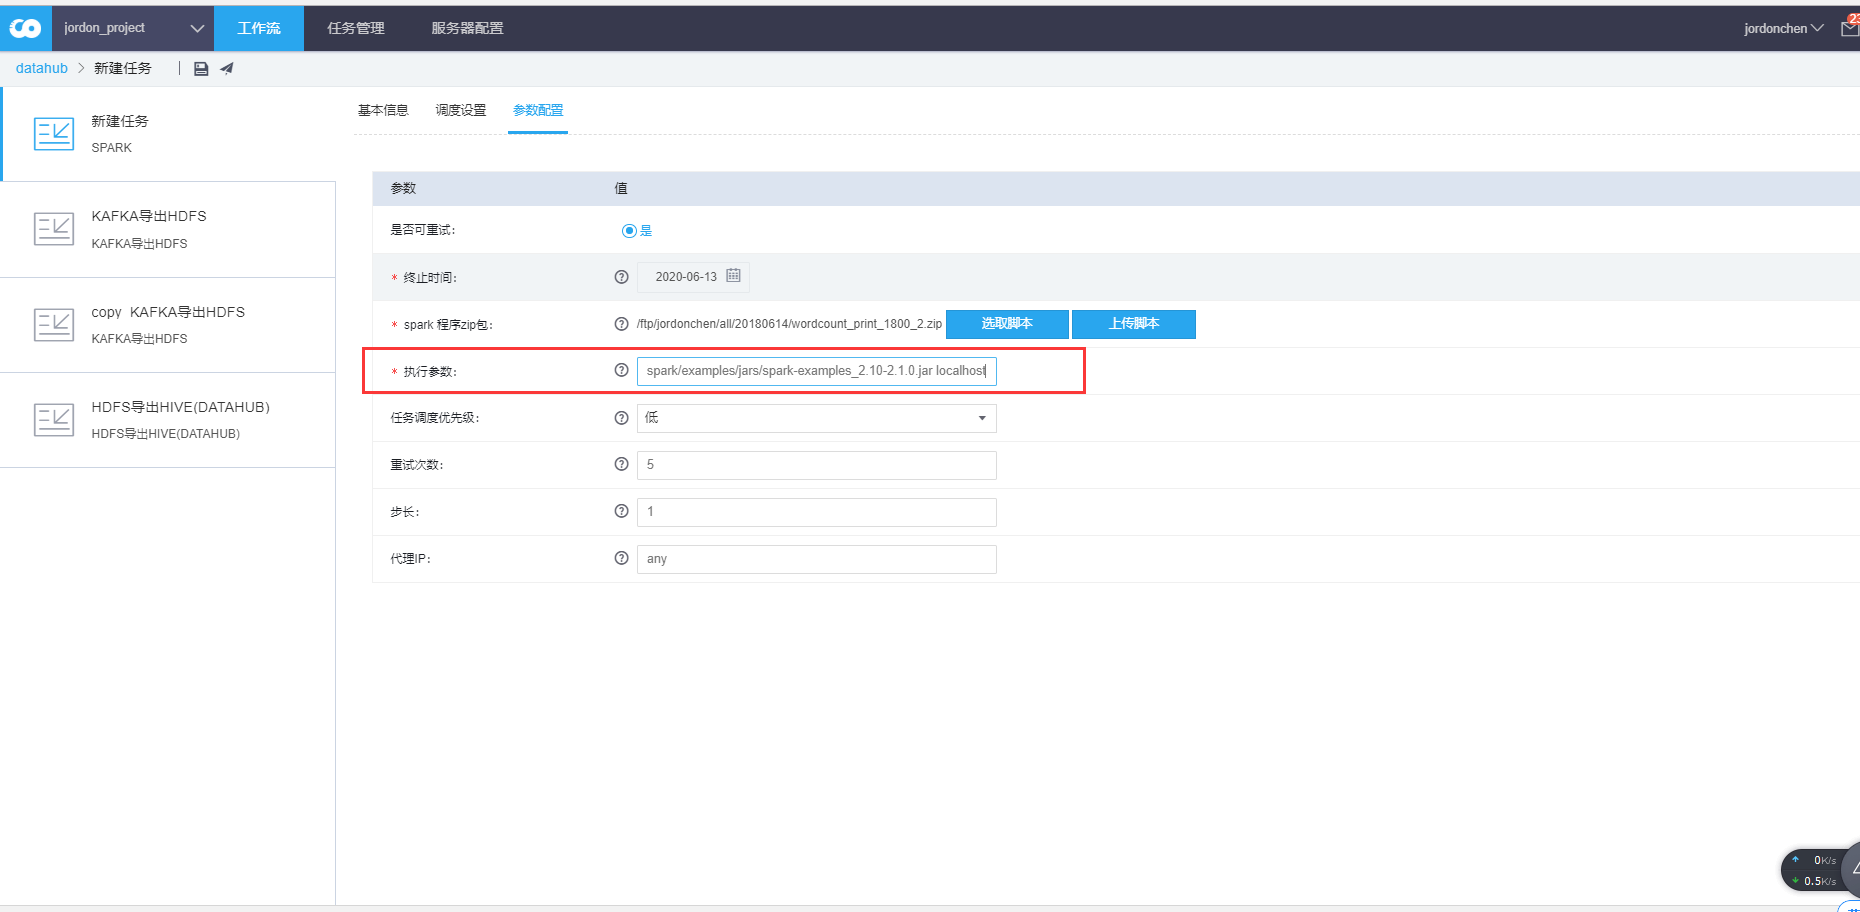 jordon_project
工作流
任务管理
服务器配置
jordonchen
23
datahub > 新建任务
新建任务
SPARK
KAFKA导出HDFS
KAFKA导出HDFS
copy_KAFKA导出HDFS
KAFKA导出HDFS
HDFS导出HIVE(DATAHUB)
HDFS导出HIVE(DATAHUB)
基本信息 调度设置 参数配置
参数 值
是否可重试: 是
* 终止时间: 2020-06-13
* spark 程序zip包: /ftp/jordonchen/all/20180614/wordcount_print_1800_2.zip 选取脚本 上传脚本
* 执行参数: spark/examples/jars/spark-examples_2.10-2.1.0.jar localhost
任务调度优先级: 低
重试次数: 5
步长: 1
代理IP: any
0K/s
0.5K/s